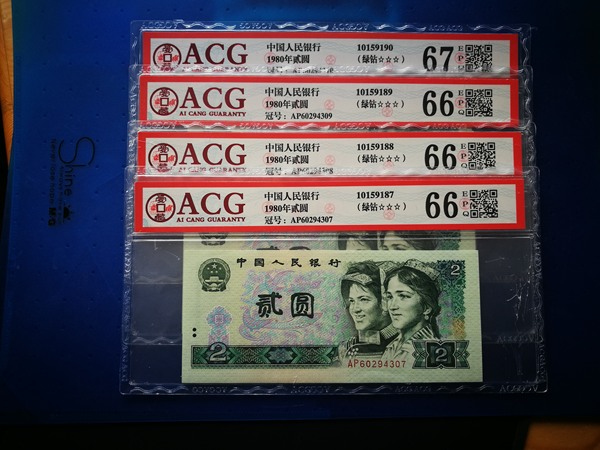 ACG
中国人民银行
1980年贰圆
10159190
(绿钻☆☆☆)
67
EPQ
ACG
AI CANG GUARANTY
中国人民银行
1980年贰圆
冠号: AP60294309
10159189
(绿钻☆☆☆)
66
EPQ
ACG
AI CANG GUARANTY
中国人民银行
1980年贰圆
冠号: AP60294308
10159188
(绿钻☆☆☆)
66
EPQ
ACG
AI CANG GUARANTY
中国人民银行
1980年贰圆
冠号: AP60294307
10159187
(绿钻☆☆☆)
66
EPQ
中国人民银行
贰圆
2
2
2
AP60294307
Shine